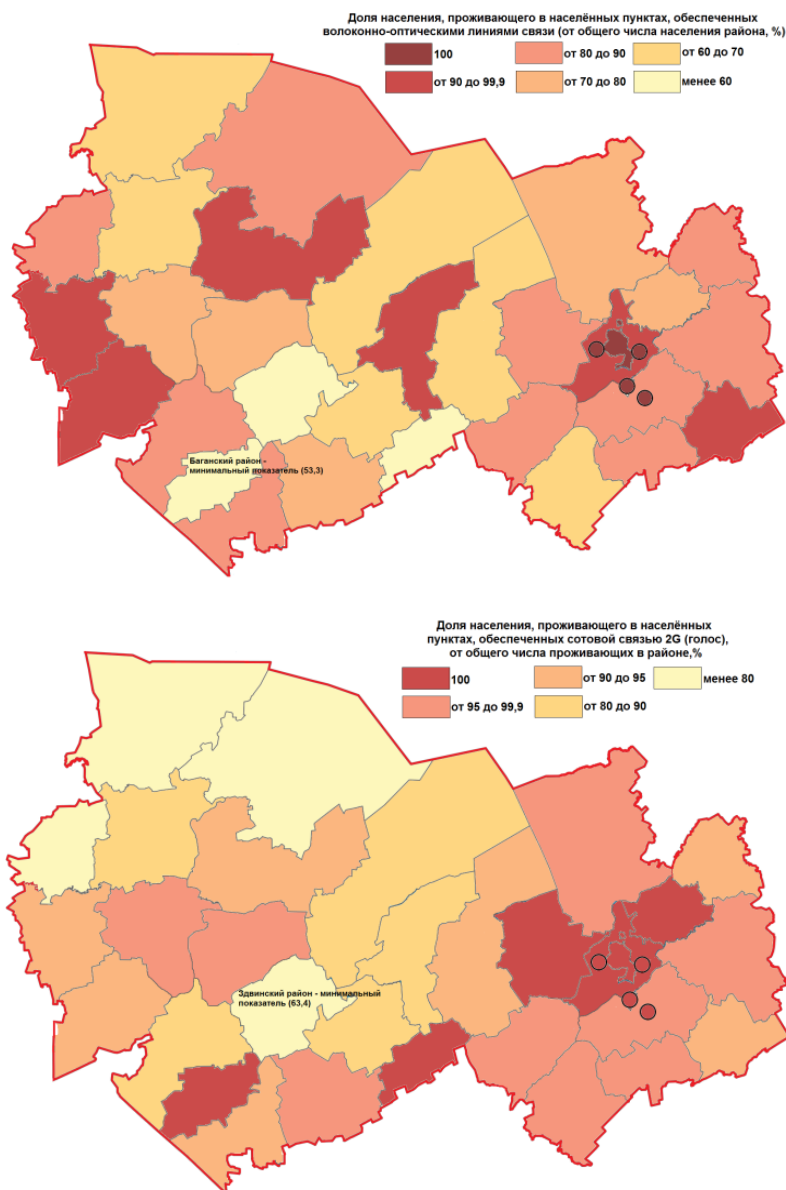 Доля населения, проживающего в населённых пунктах, обеспеченных
волоконно-оптическими линиями связи (от общего числа населения района, %)
100
от 80 до 90
от 60 до 70
от 90 до 99,9
от 70 до 80
менее 60
Баганский район -
минимальный показатель (53,3)
Доля населения, проживающего в населённых
пунктах, обеспеченных сотовой связью 2G (голос),
от общего числа проживающих в районе,%
100
от 90 до 95
менее 80
от 95 до 99,9
от 80 до 90
Здвинский район - минимальный
показатель (63,4)